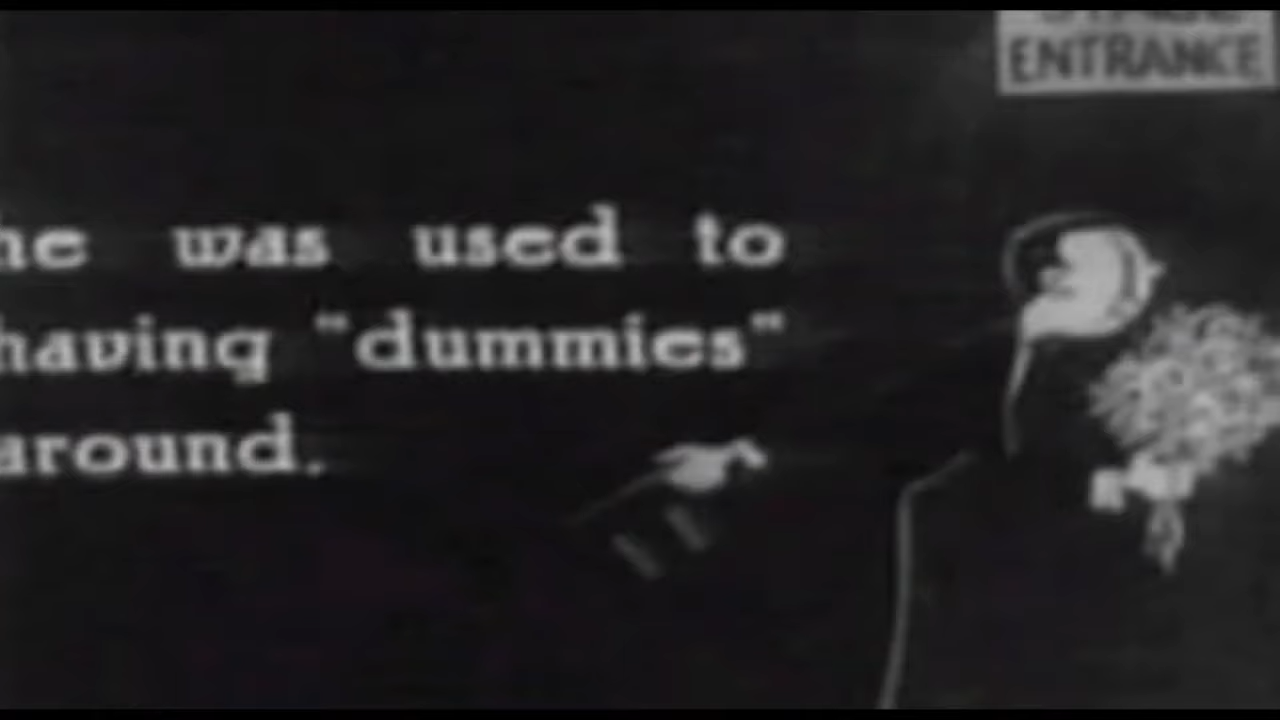 ENTRANCE
he was used to
having "dummies"
around.